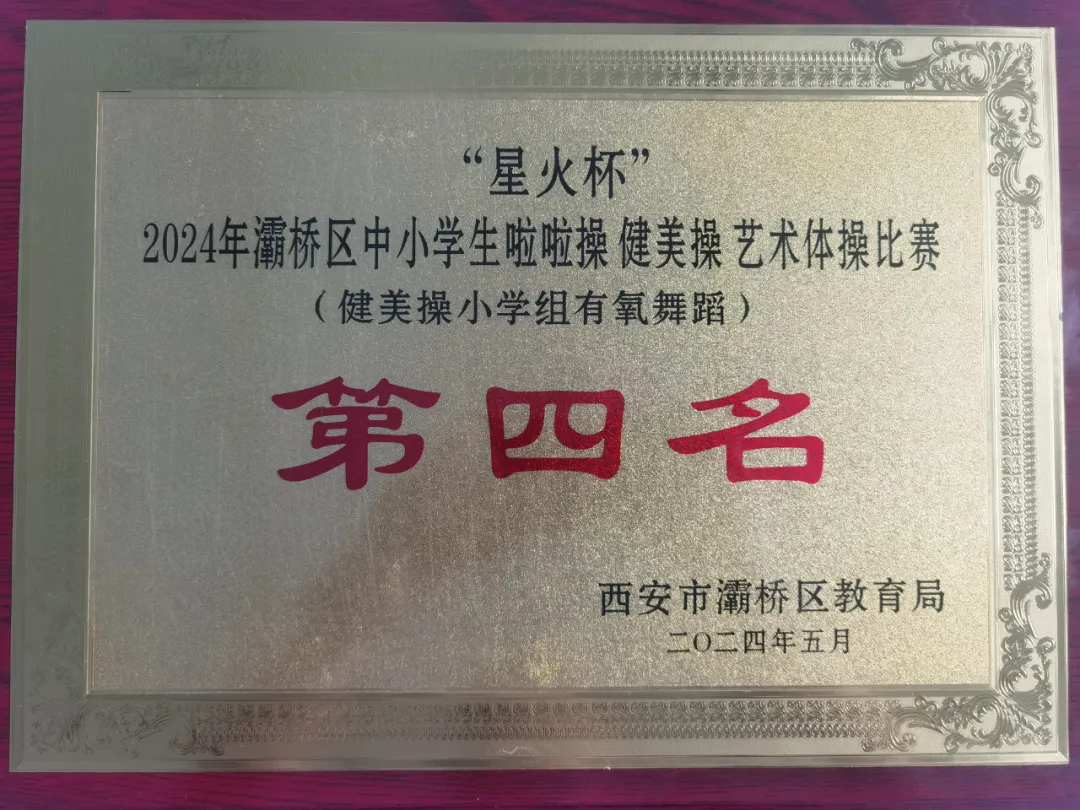 “星火杯”
2024年灞桥区中小学生啦啦操 健美操 艺术体操比赛
（健美操小学组有氧舞蹈）
第四名
西安市灞桥区教育局
二〇二四年五月